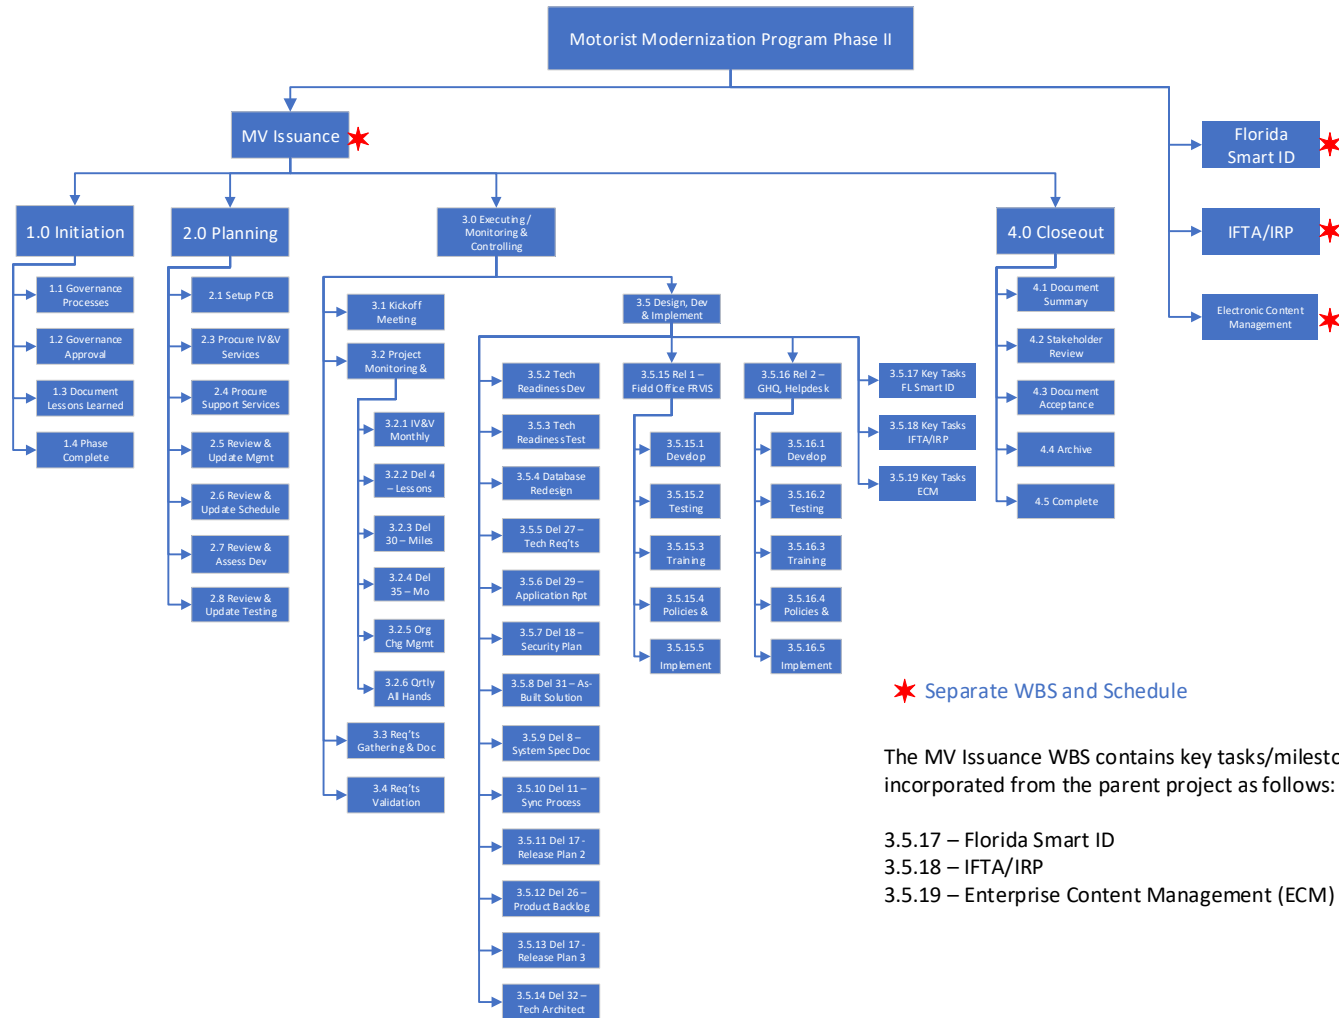 Motorist Modernization Program Phase II
MV Issuance
Florida
Smart ID
IFTA/IRP
Electronic Content
Management
1.0 Initiation
1.1 Governance
Processes
1.2 Governance
Approval
1.3 Document
Lessons Learned
1.4 Phase
Complete
2.0 Planning
2.1 Setup PCB
2.3 Procure IV&V
Services
2.4 Procure
Support Services
2.5 Review &
Update Mgmt
2.6 Review &
Update Schedule
2.7 Review &
Assess Dev
2.8 Review &
Update Testing
3.0 Executing /
Monitoring &
Controlling
3.1 Kickoff
Meeting
3.2 Project
Monitoring &
3.2.1 IV&V
Monthly
3.2.2 Del 4
– Lessons
3.2.3 Del
30 – Miles
3.2.4 Del
35 – Mo
3.2.5 Org
Chg Mgmt
3.2.6 Qrtly
All Hands
3.3 Req'ts
Gathering & Doc
3.4 Req'ts
Validation
3.5 Design, Dev
& Implement
3.5.2 Tech
Readiness Dev
3.5.3 Tech
Readiness Test
3.5.4 Database
Redesign
3.5.5 Del 27 –
Tech Req'ts
3.5.6 Del 29 –
Application Rpt
3.5.7 Del 18 –
Security Plan
3.5.8 Del 31 – As-
Built Solution
3.5.9 Del 8 –
System Spec Doc
3.5.10 Del 11 –
Sync Process
3.5.11 Del 17 -
Release Plan 2
3.5.12 Del 26 –
Product Backlog
3.5.13 Del 17 -
Release Plan 3
3.5.14 Del 32 –
Tech Architect
3.5.15 Rel 1 –
Field Office FRVIS
3.5.15.1
Develop
3.5.15.2
Testing
3.5.15.3
Training
3.5.15.4
Policies &
3.5.15.5
Implement
3.5.16 Rel 2 –
GHQ, Helpdesk
3.5.16.1
Develop
3.5.16.2
Testing
3.5.16.3
Training
3.5.16.4
Policies &
3.5.16.5
Implement
3.5.17 Key Tasks
FL Smart ID
3.5.18 Key Tasks
IFTA/IRP
3.5.19 Key Tasks
ECM
4.0 Closeout
4.1 Document
Summary
4.2 Stakeholder
Review
4.3 Document
Acceptance
4.4 Archive
4.5 Complete
Separate WBS and Schedule
The MV Issuance WBS contains key tasks/milesto
incorporated from the parent project as follows:
3.5.17 – Florida Smart ID
3.5.18 – IFTA/IRP
3.5.19 – Enterprise Content Management (ECM)